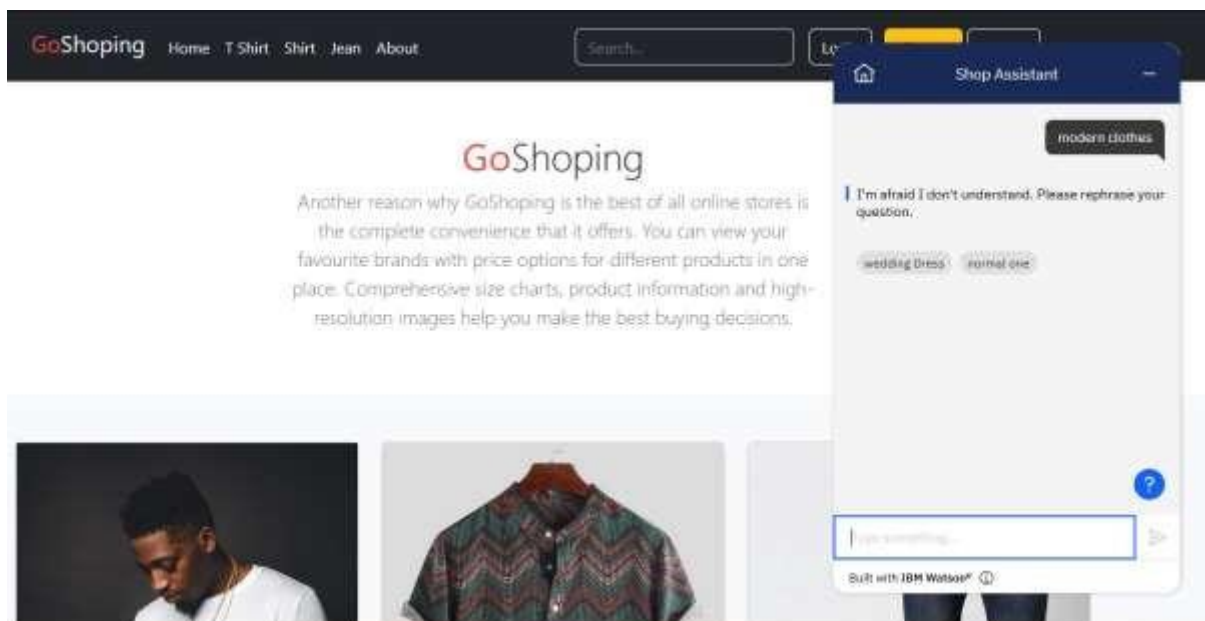 GoShoping Home T Shirt Shirt Jean About Search...
Shop Assistant
modern clothes
I'm afraid I don't understand. Please rephrase your
question.
wedding Dress normal one
Type something...
Built with IBM Watson®
GoShoping
Another reason why GoShoping is the best of all online stores is
the complete convenience that it offers. You can view your
favourite brands with price options for different products in one
place. Comprehensive size charts, product information and high-
resolution images help you make the best buying decisions.